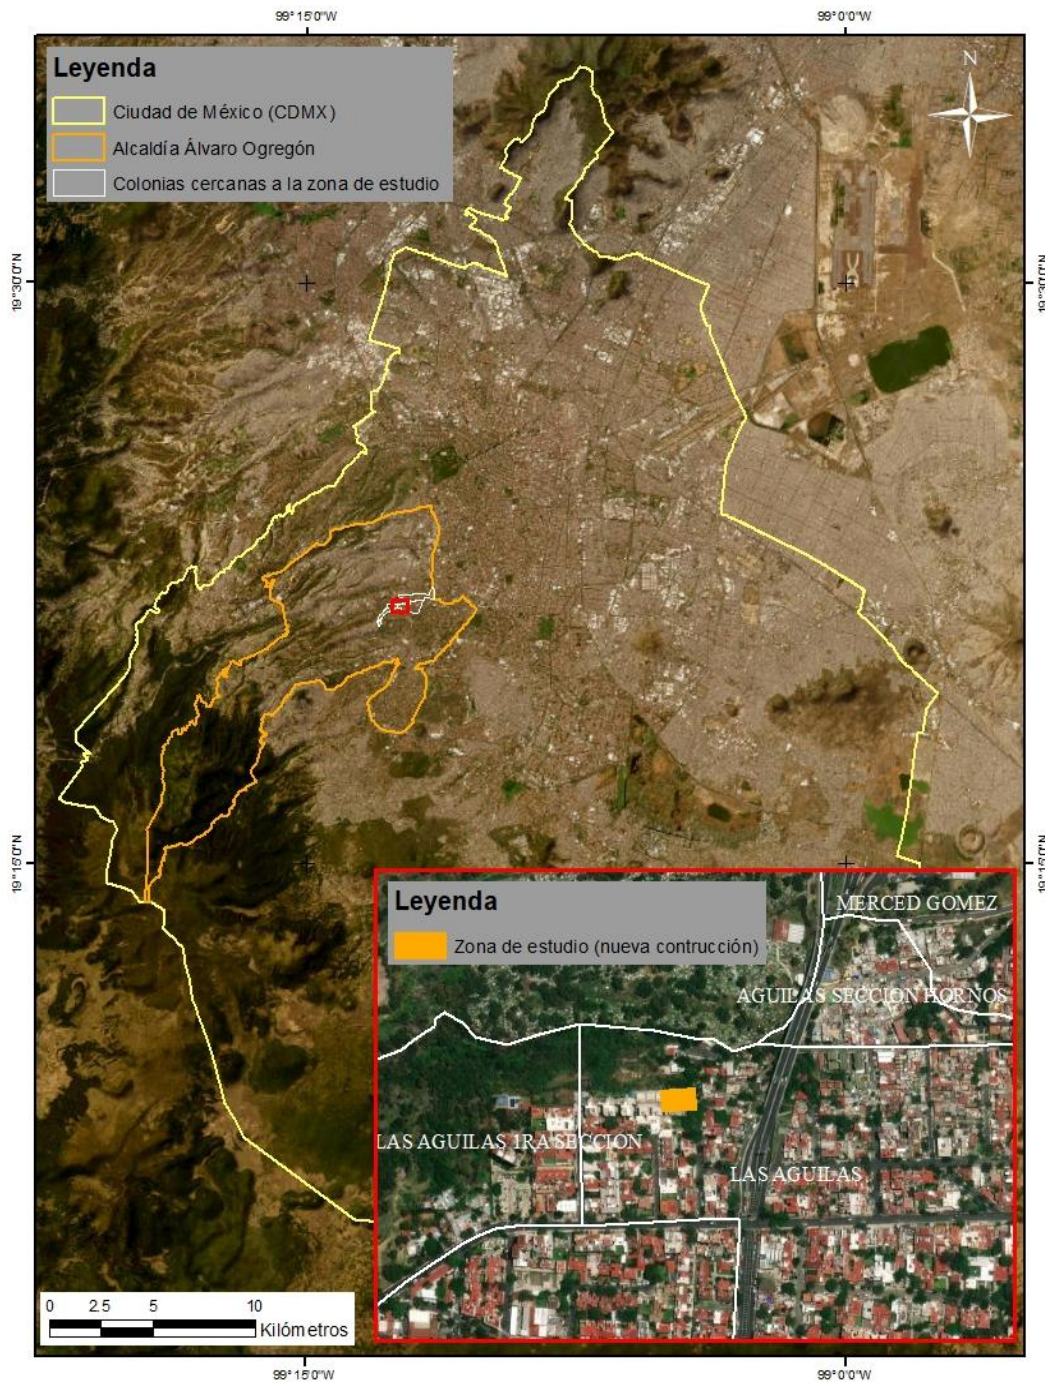 99°15'0"W 99°0'0"W
Leyenda
Ciudad de México (CDMX)
Alcaldía Álvaro Ogregón
Colonias cercanas a la zona de estudio
N
19°30'0"N 19°30'0"N
19°15'0"N 19°15'0"N
Leyenda
Zona de estudio (nueva contrucción)
MERCED GOMEZ
AGUILAS SECCION HORNOS
LAS AGUILAS 1RA SECCION
LAS AGUILAS
0 2.5 5 10
Kilómetros
99°15'0"W 99°0'0"W